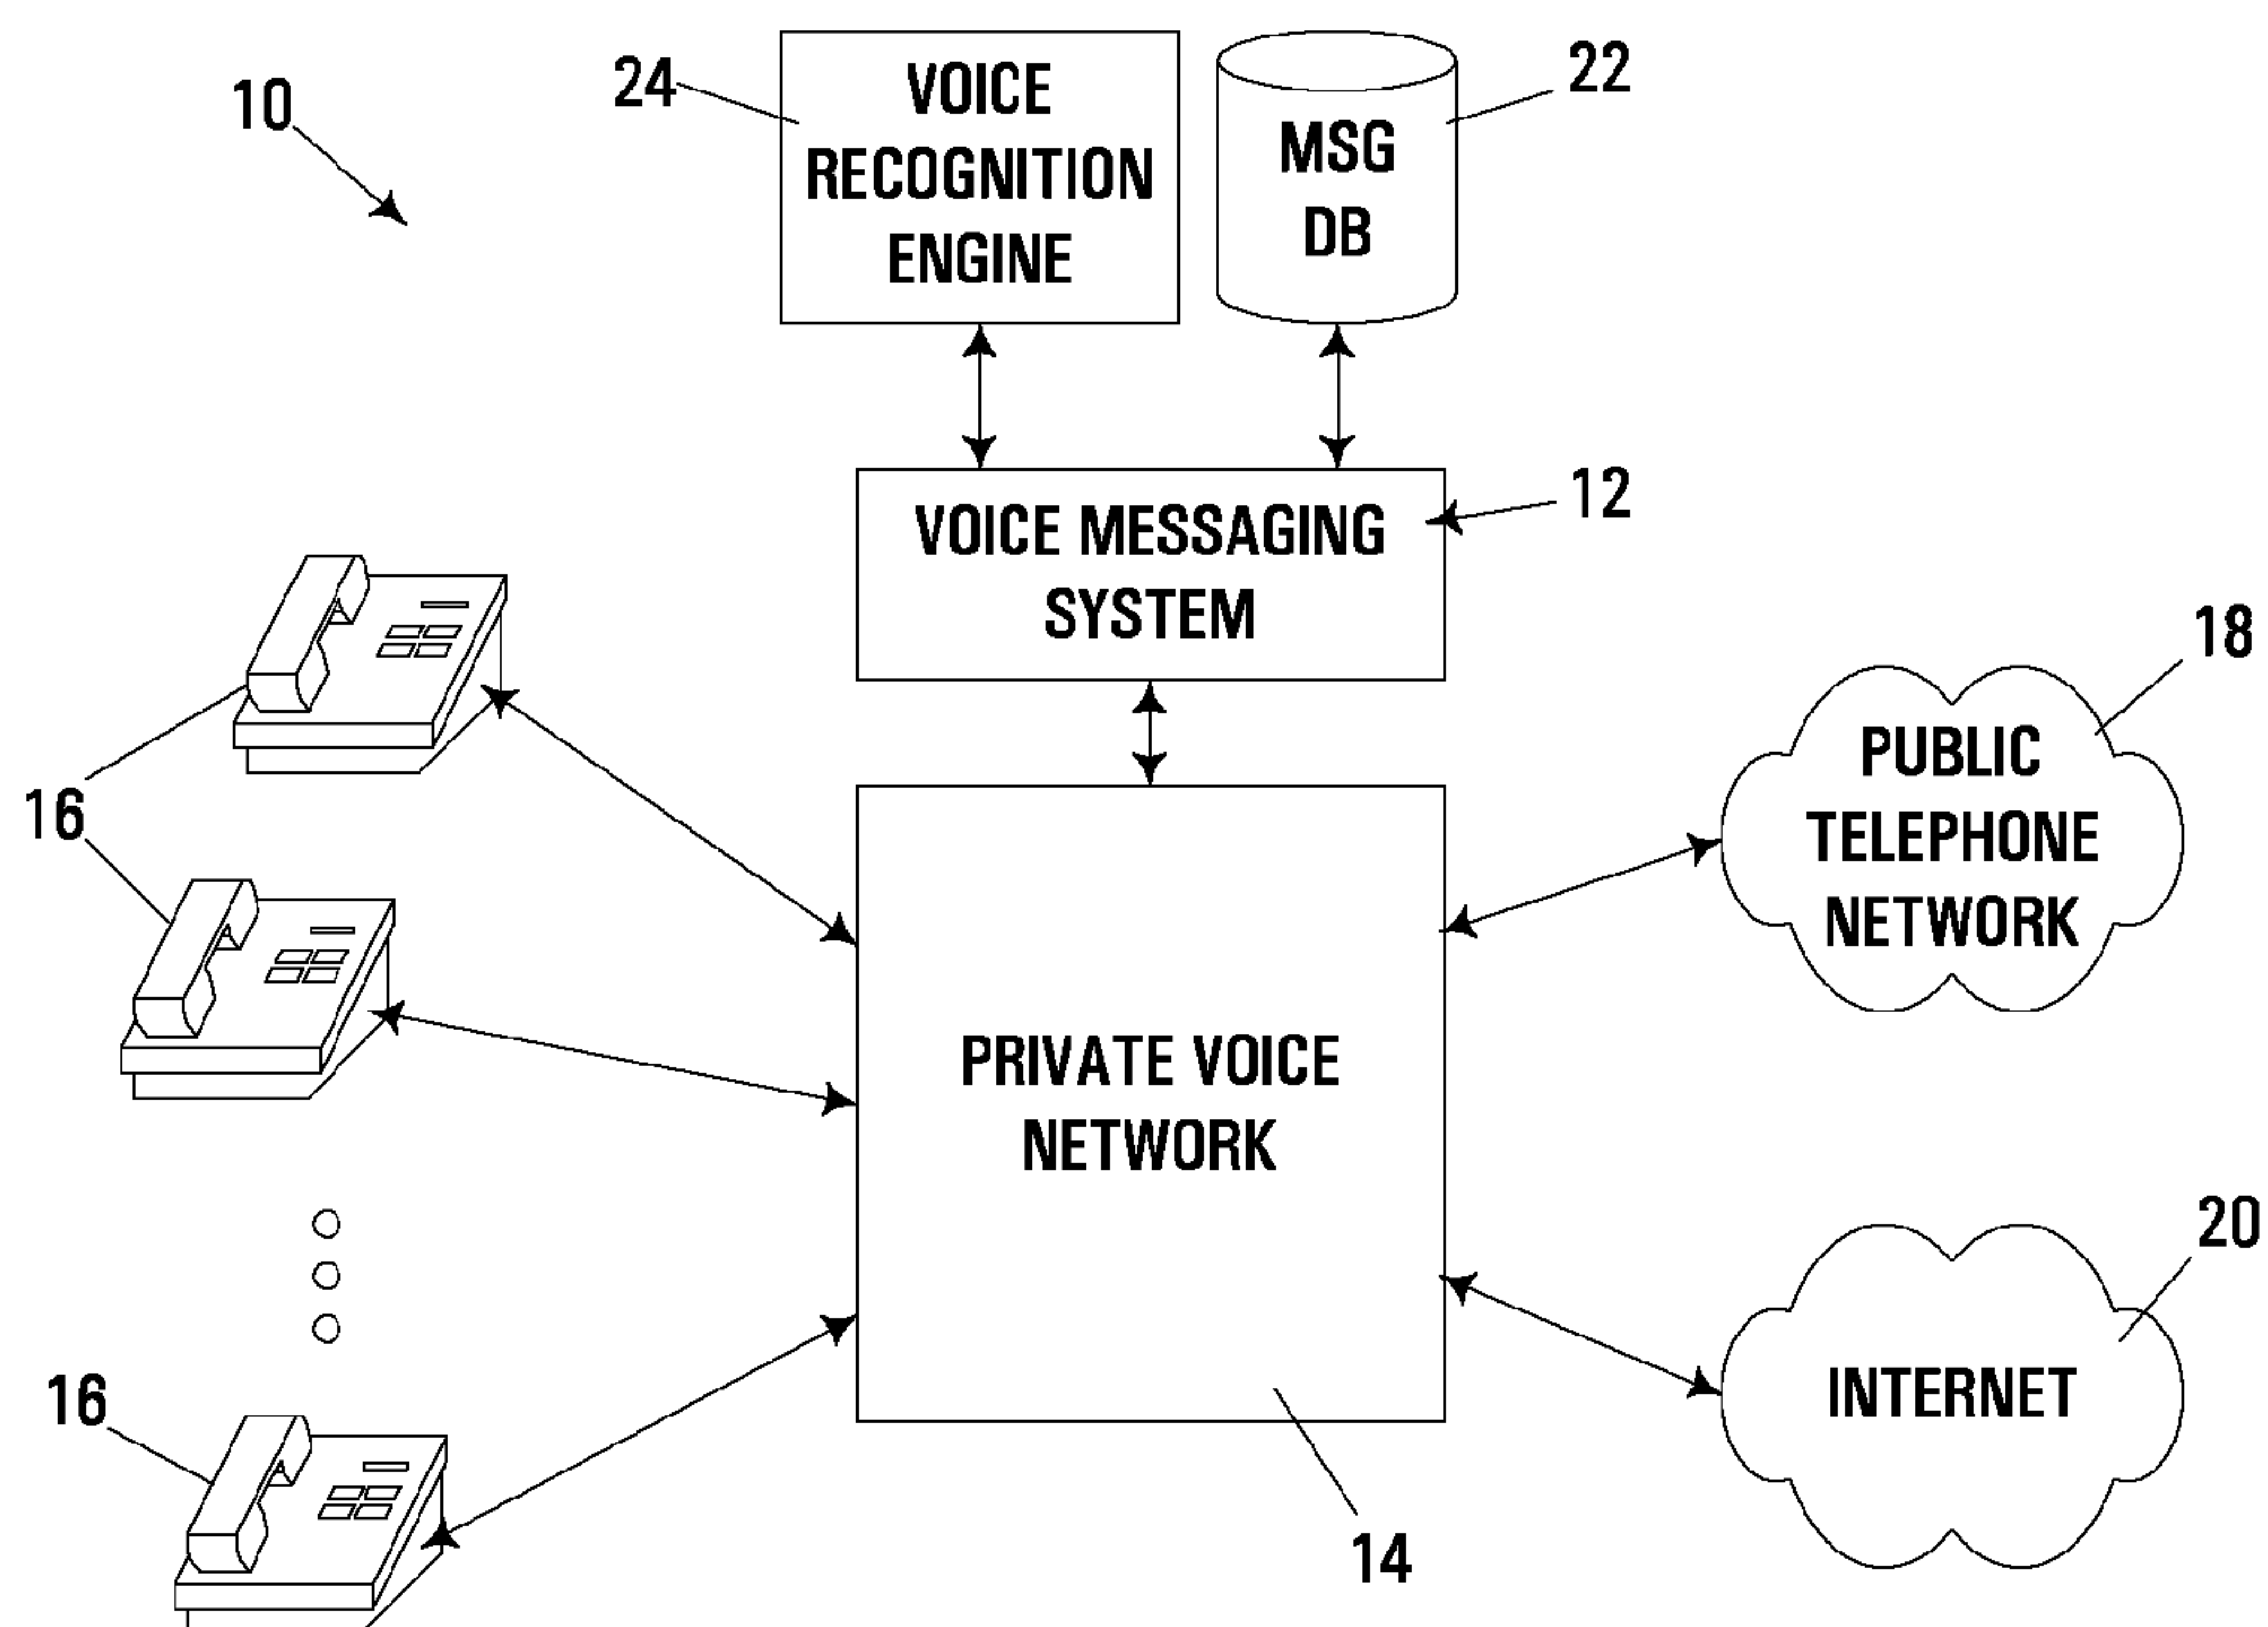 10
24
VOICE
RECOGNITION
ENGINE
MSG
DB
22
VOICE MESSAGING
SYSTEM
12
16
18
PUBLIC
TELEPHONE
NETWORK
PRIVATE VOICE
NETWORK
20
INTERNET
16
14